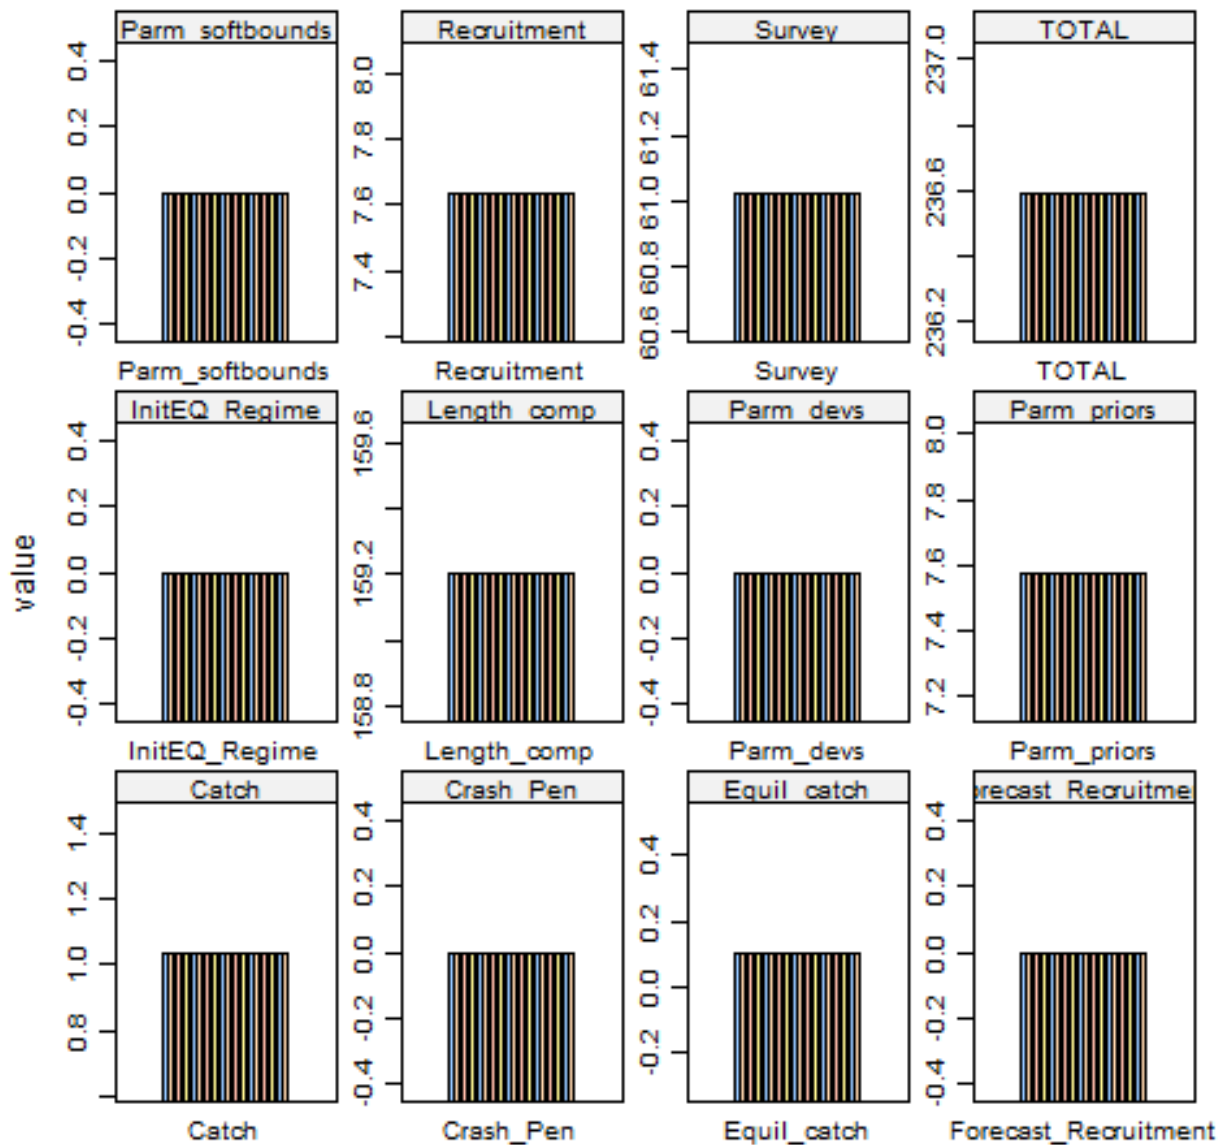 Parm_softbounds Recruitment Survey TOTAL
0.4 0.2 0.0 -0.2 -0.4
8.0 7.8 7.6 7.4
61.4 61.2 61.0 60.8 60.6
237.0 236.6 236.2
Parm_softbounds Recruitment Survey TOTAL
InitEQ_Regime Length_comp Parm_devs Parm_priors
0.4 0.2 0.0 -0.2 -0.4
159.6 159.2 158.8
0.4 0.2 0.0 -0.2 -0.4
8.0 7.8 7.6 7.4 7.2
value
InitEQ_Regime Length_comp Parm_devs Parm_priors
Catch Crash_Pen Equil_catch orecast_Recruitmer
1.4 1.2 1.0 0.8
0.4 0.2 0.0 -0.2 -0.4
0.4 0.2 0.0 -0.2
0.4 0.2 0.0 -0.2 -0.4
Catch Crash_Pen Equil_catch Forecast_Recruitment